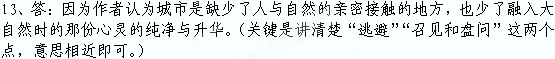 13、答：因为作者认为城市是缺少了人与自然的亲密接触的地方，也少了融入大
自然时的那份心灵的纯净与升华。（关键是讲清楚“逃避”“召见和盘问”这两个
点，意思相近即可。）